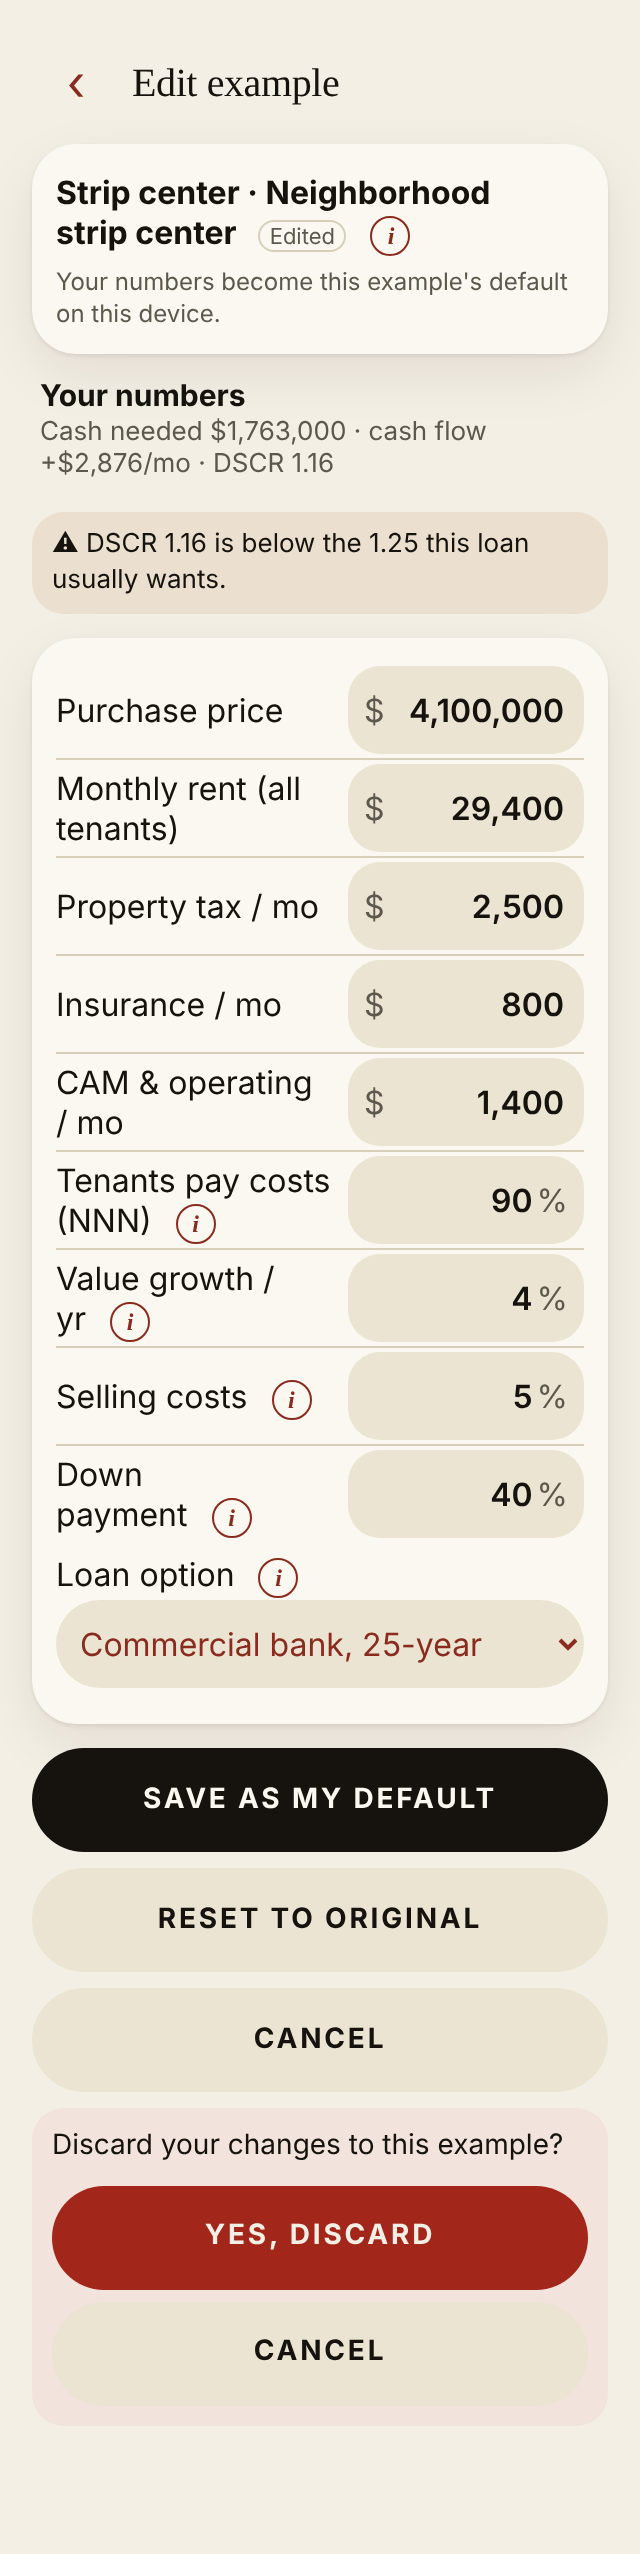 ‹ Edit example
Strip center · Neighborhood
strip center Edited i
Your numbers become this example's default
on this device.
Your numbers
Cash needed $1,763,000 · cash flow
+$2,876/mo · DSCR 1.16
⚠ DSCR 1.16 is below the 1.25 this loan
usually wants.
Purchase price $ 4,100,000
Monthly rent (all
tenants) $ 29,400
Property tax / mo $ 2,500
Insurance / mo $ 800
CAM & operating
/ mo $ 1,400
Tenants pay costs
(NNN) i 90 %
Value growth /
yr i 4 %
Selling costs i 5 %
Down
payment i 40 %
Loan option i
Commercial bank, 25-year
SAVE AS MY DEFAULT
RESET TO ORIGINAL
CANCEL
Discard your changes to this example?
YES, DISCARD
CANCEL